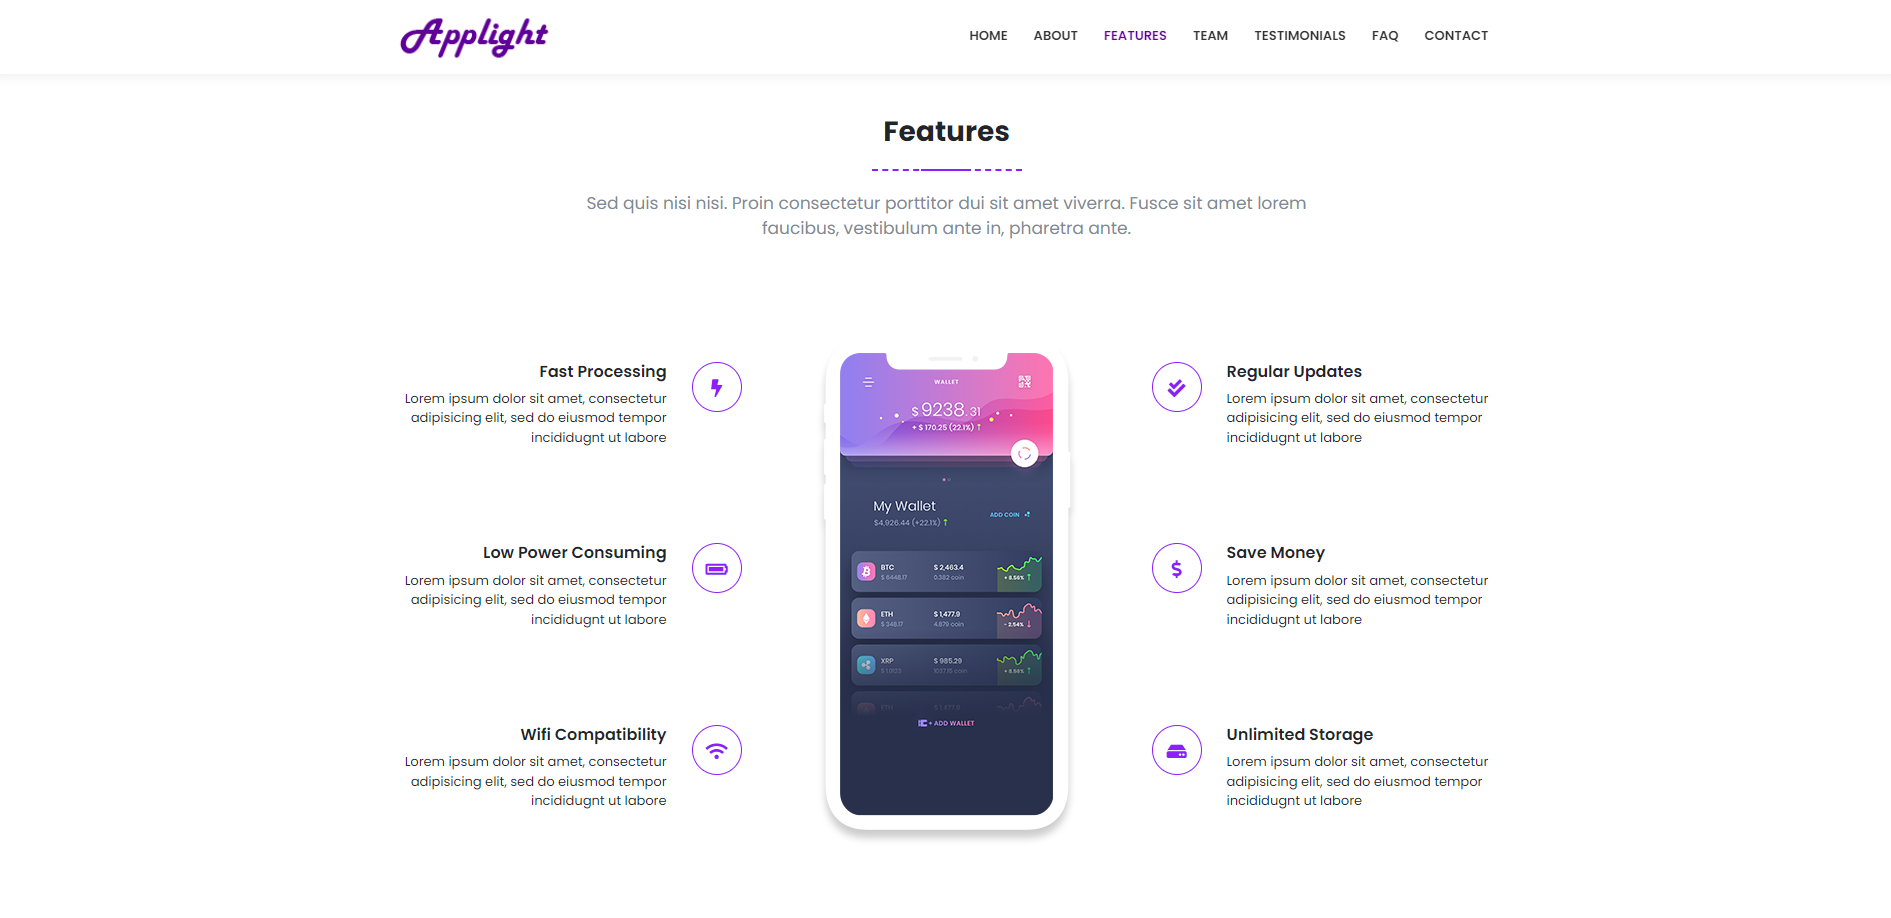 Applight
HOME ABOUT FEATURES TEAM TESTIMONIALS FAQ CONTACT
Features
Sed quis nisi nisi. Proin consectetur porttitor dui sit amet viverra. Fusce sit amet lorem
faucibus, vestibulum ante in, pharetra ante.
Fast Processing
Lorem ipsum dolor sit amet, consectetur
adipisicing elit, sed do eiusmod tempor
incididugnt ut labore
Low Power Consuming
Lorem ipsum dolor sit amet, consectetur
adipisicing elit, sed do eiusmod tempor
incididugnt ut labore
Wifi Compatibility
Lorem ipsum dolor sit amet, consectetur
adipisicing elit, sed do eiusmod tempor
incididugnt ut labore
WALLET
$ 9238.31
+ $ 170.25 (22.1%) ↑
My Wallet
$4,926.44 (+22.1%) ↑
ADD COIN
BTC $ 2,463.4
$ 6448.17 0.382 coin + 8.56% ↑
ETH $ 1,477.9
$ 348.17 4.879 coin - 2.54% ↓
XRP $ 985.29
+ 8.56% ↑
ETH $ 1,477.9
+ ADD WALLET
Regular Updates
Lorem ipsum dolor sit amet, consectetur
adipisicing elit, sed do eiusmod tempor
incididugnt ut labore
Save Money
Lorem ipsum dolor sit amet, consectetur
adipisicing elit, sed do eiusmod tempor
incididugnt ut labore
Unlimited Storage
Lorem ipsum dolor sit amet, consectetur
adipisicing elit, sed do eiusmod tempor
incididugnt ut labore